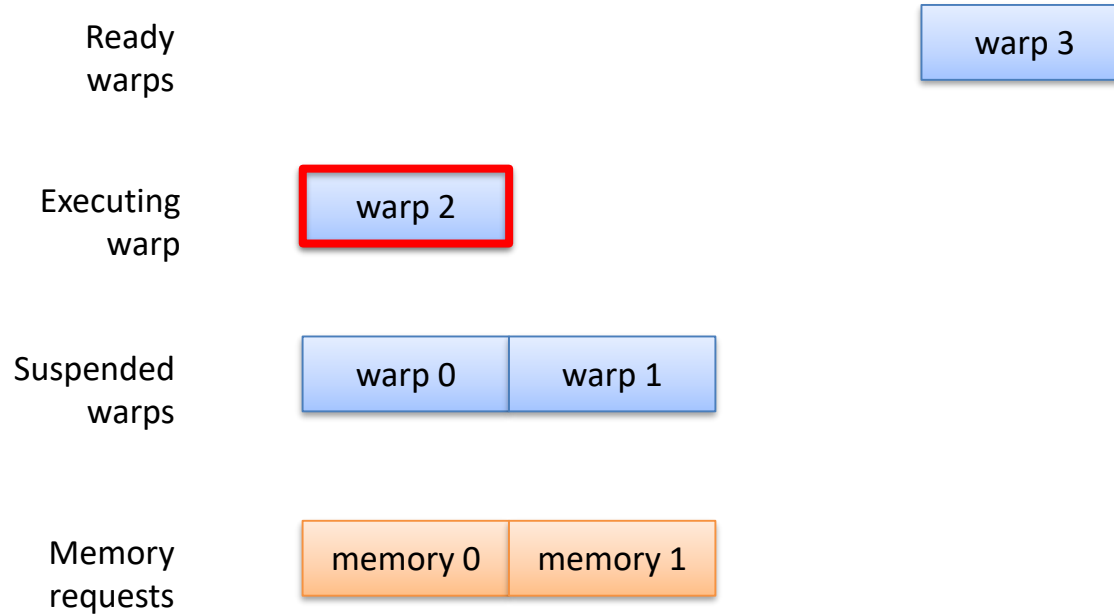 Ready
warps
warp 3
Executing
warp
warp 2
Suspended
warps
warp 0 warp 1
Memory
requests
memory 0 memory 1